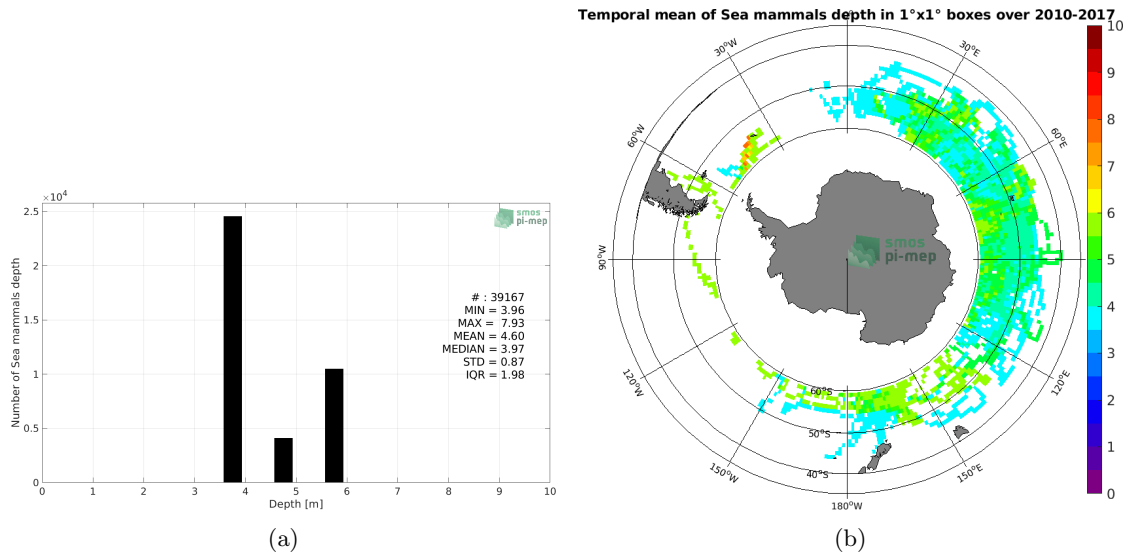 ×10⁴
2.5
2
1.5
1
0.5
0
Number of Sea mammals depth
smos
pi-mep
# : 39167
MIN = 3.96
MAX = 7.93
MEAN = 4.60
MEDIAN = 3.97
STD = 0.87
IQR = 1.98
0 1 2 3 4 5 6 7 8 9 10
Depth [m]
(a)
Temporal mean of Sea mammals depth in 1°x1° boxes over 2010-2017
0°
30°W
30°E
60°W
60°E
90°W
smos
pi-mep
120°W
120°E
60°S
50°S
40°S
150°W
150°E
180°W
10
9
8
7
6
5
4
3
2
1
0
(b)